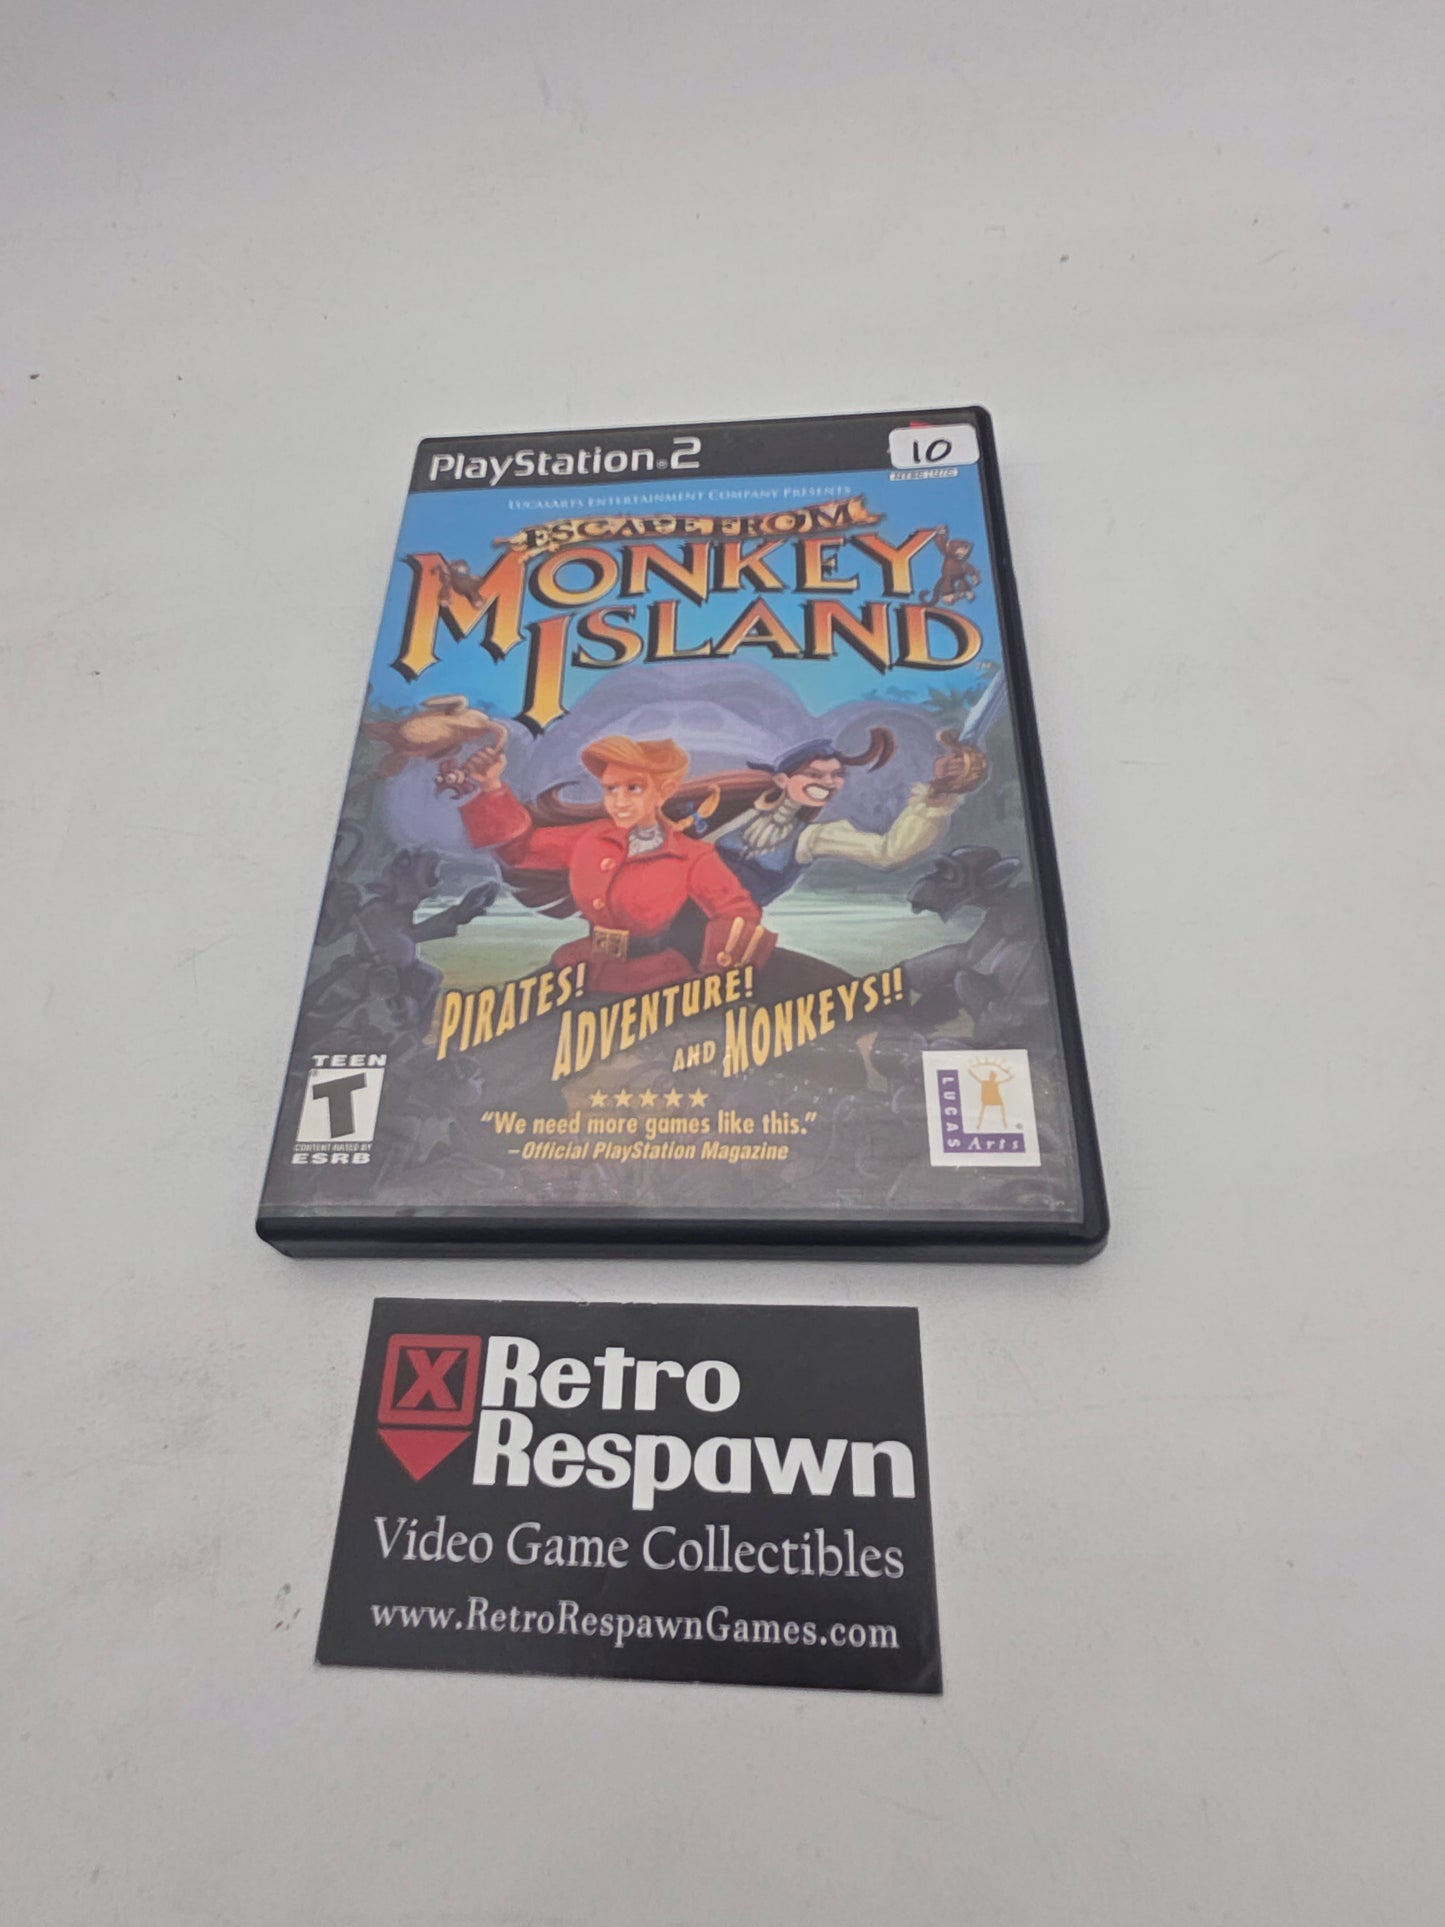 PlayStation®2
10
NTSC U/C
LUCASARTS ENTERTAINMENT COMPANY PRESENTS
ESCAPE FROM
MONKEY
ISLAND™
PIRATES!
ADVENTURE!
AND MONKEYS!!
TEEN
T
CONTENT RATED BY
ESRB
★★★★★
"We need more games like this."
–Official PlayStation Magazine
LUCAS
Arts®
X Retro
Respawn
Video Game Collectibles
www.RetroRespawnGames.com